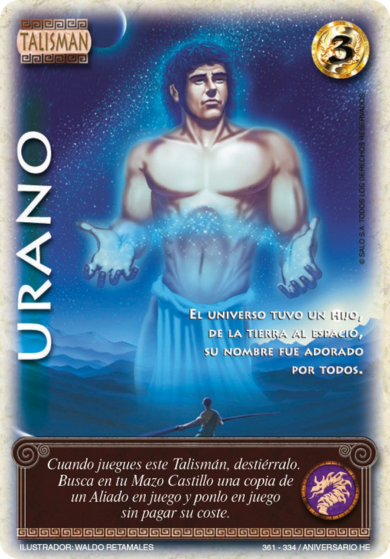 TALISMAN
3
URANO
© SALO S.A. TODOS LOS DERECHOS RESERVADOS
EL UNIVERSO TUVO UN HIJO,
DE LA TIERRA AL ESPACIO,
SU NOMBRE FUE ADORADO
POR TODOS.
Cuando juegues este Talismán, destiérralo.
Busca en tu Mazo Castillo una copia de
un Aliado en juego y ponlo en juego
sin pagar su coste.
ILUSTRADOR: WALDO RETAMALES
361 - 334 / ANIVERSARIO HE